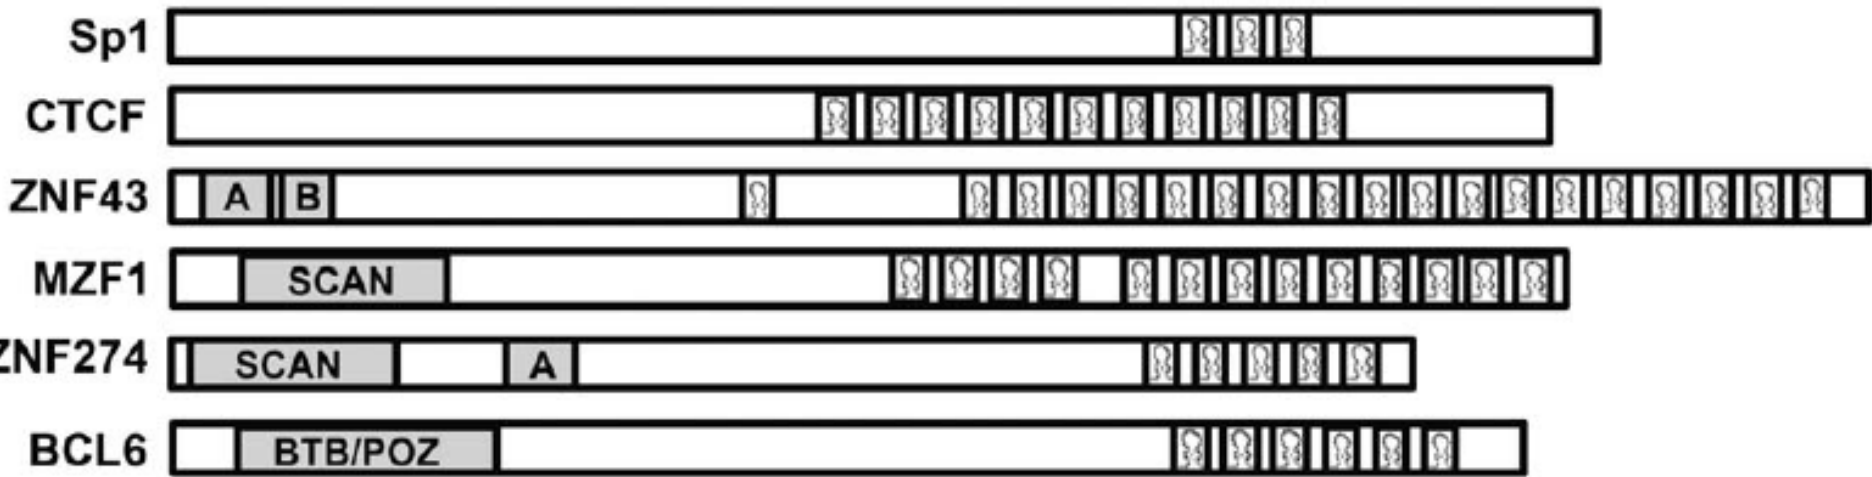 Sp1
CTCF
ZNF43 A B
MZF1 SCAN
ZNF274 SCAN A
BCL6 BTB/POZ